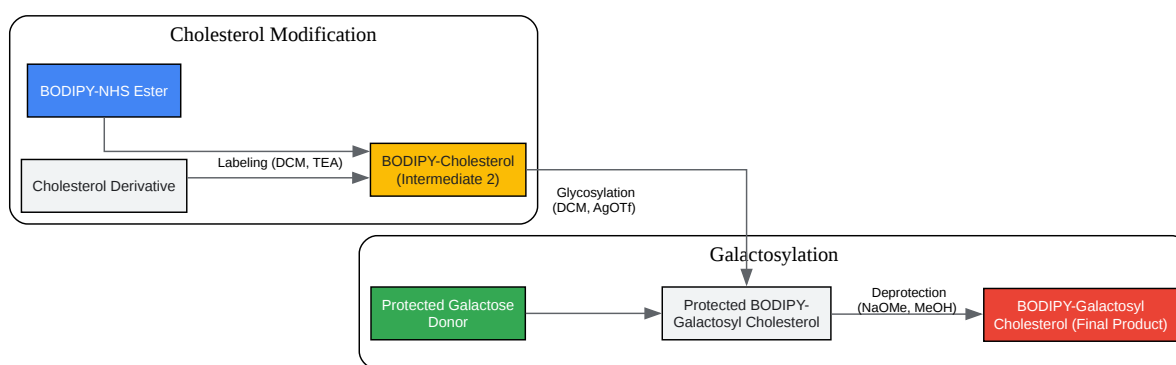 Cholesterol Modification
BODIPY-NHS Ester
Labeling (DCM, TEA)
Cholesterol Derivative
BODIPY-Cholesterol
(Intermediate 2)
Glycosylation
(DCM, AgOTf)
Galactosylation
Protected Galactose
Donor
Protected BODIPY-
Galactosyl Cholesterol
Deprotection
(NaOMe, MeOH)
BODIPY-Galactosyl
Cholesterol (Final Product)